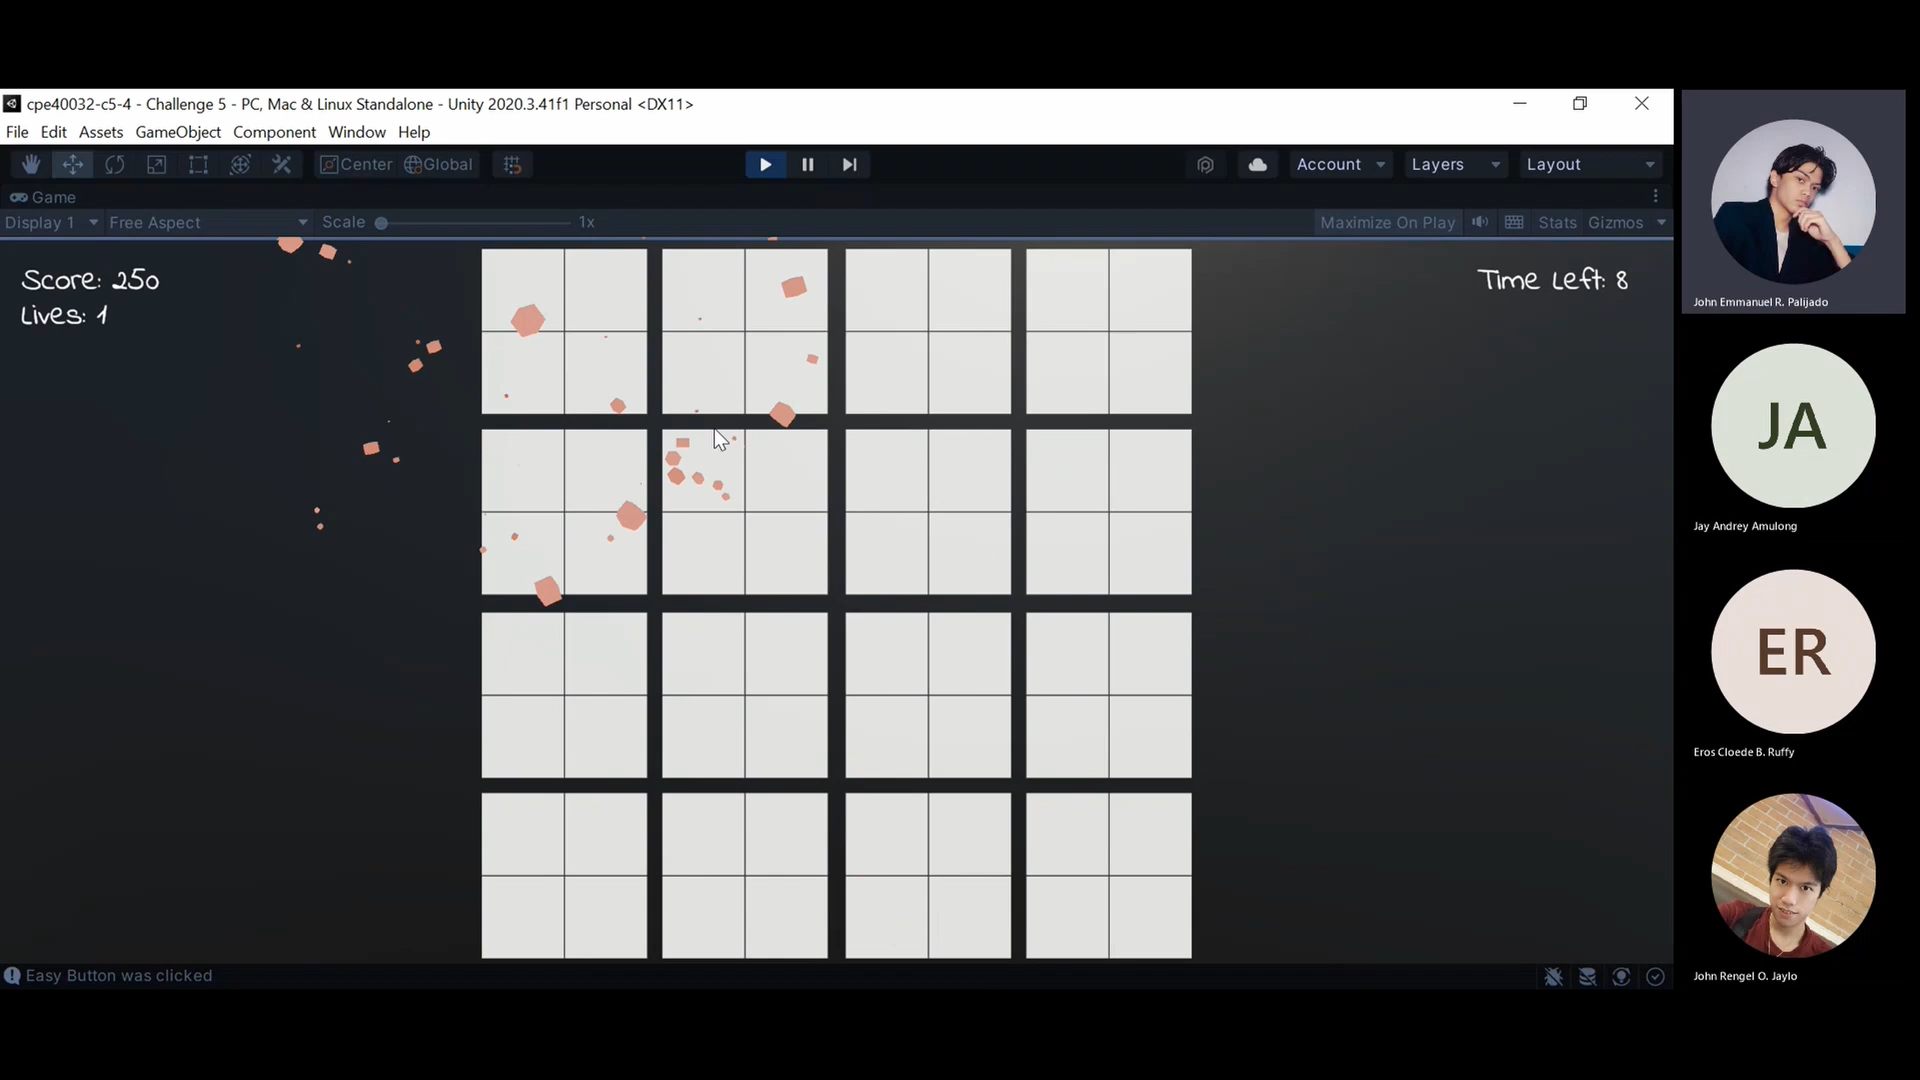 cpe40032-c5-4 - Challenge 5 - PC, Mac & Linux Standalone - Unity 2020.3.41f1 Personal <DX11>
File Edit Assets GameObject Component Window Help
Center Global Account Layers Layout
Game
Display 1 Free Aspect Scale 1x Maximize On Play Stats Gizmos
Score: 250
Lives: 1
Time Left: 8
Easy Button was clicked
John Emmanuel R. Palijado
JA
Jay Andrey Amulong
ER
Eros Cloede B. Ruffy
John Rengel O. Jaylo